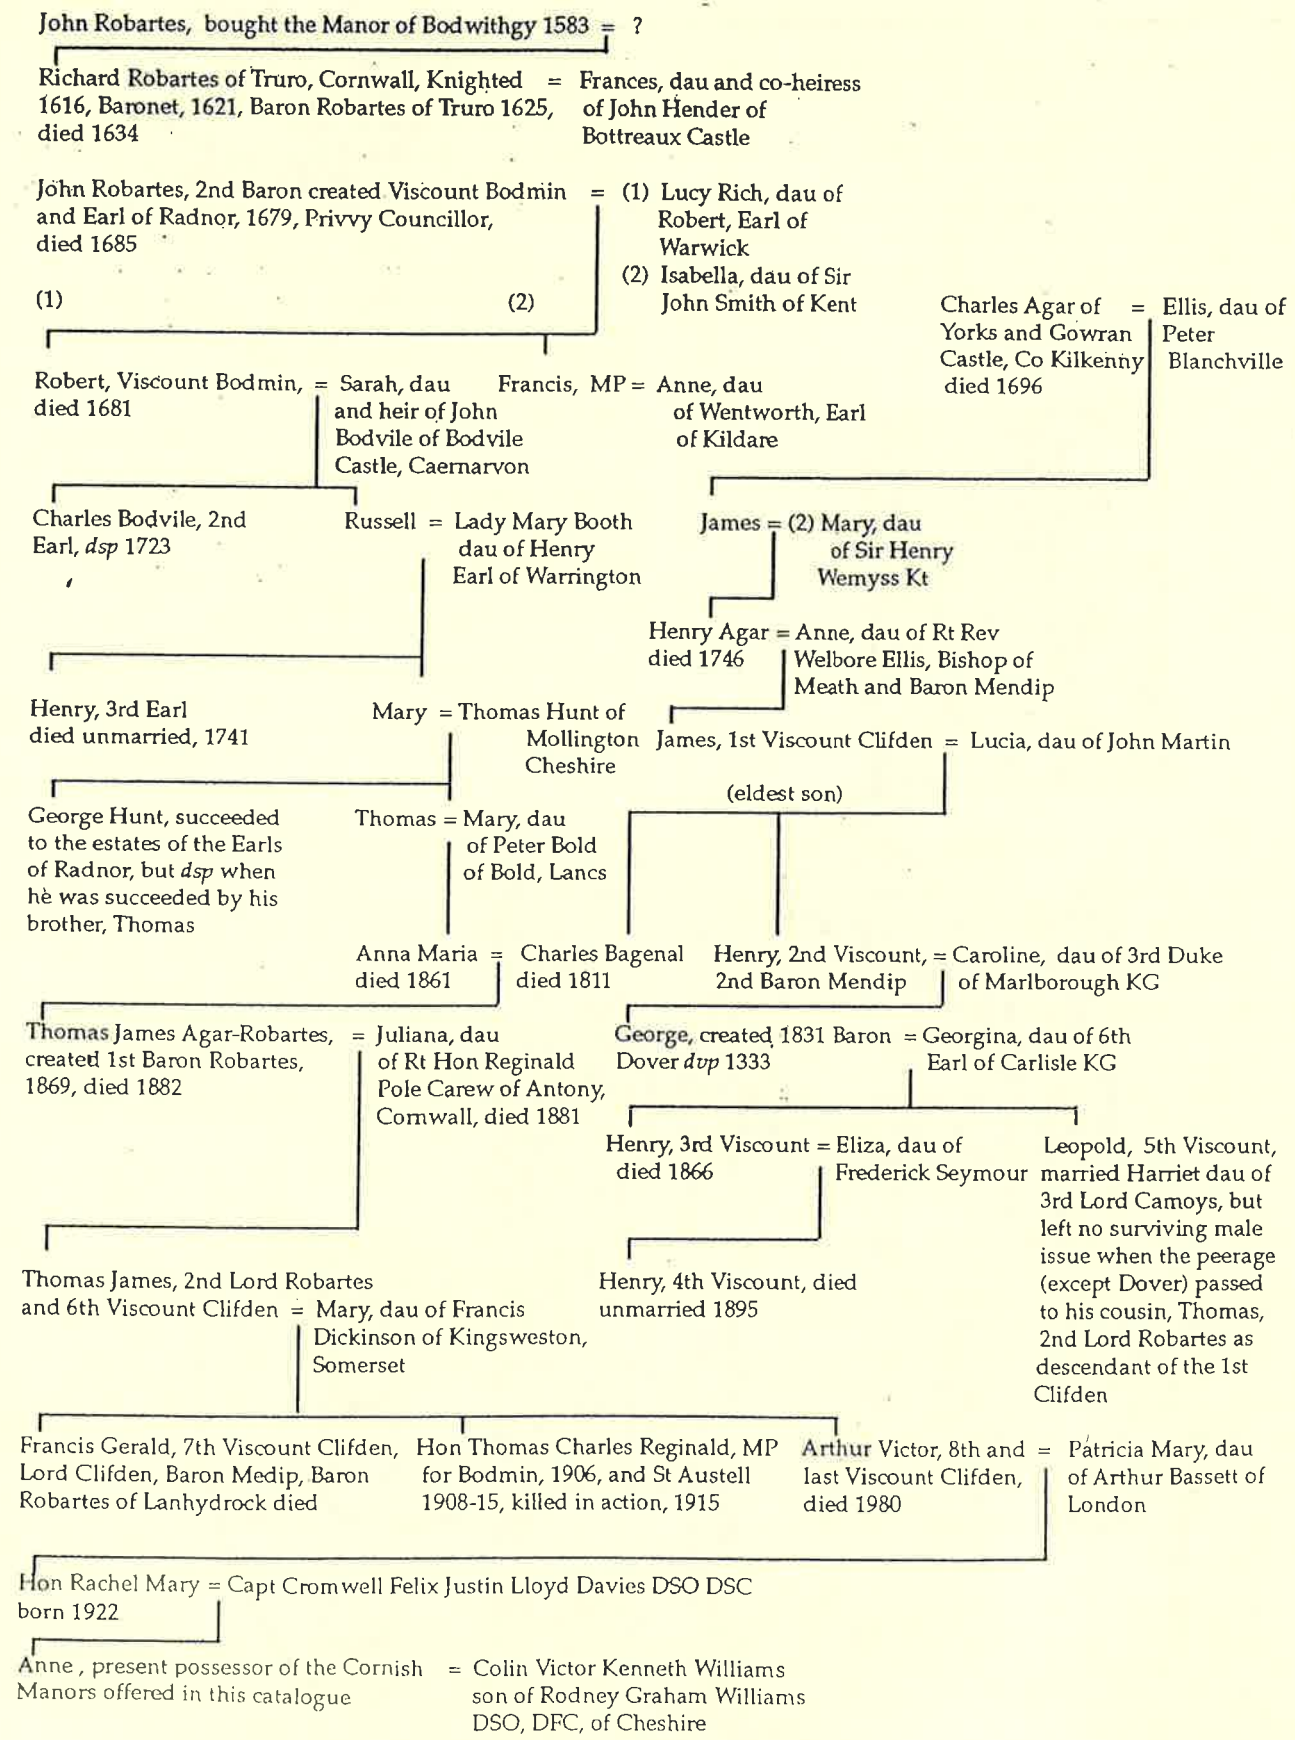 John Robartes, bought the Manor of Bodwithgy 1583 = ?
Richard Robartes of Truro, Cornwall, Knighted = Frances, dau and co-heiress
1616, Baronet, 1621, Baron Robartes of Truro 1625, of John Hender of
died 1634 Bottreaux Castle
John Robartes, 2nd Baron created Viscount Bodmin = (1) Lucy Rich, dau of
and Earl of Radnor, 1679, Privvy Councillor, Robert, Earl of
died 1685 Warwick
(2) Isabella, dau of Sir
John Smith of Kent
(1) (2)
Charles Agar of = Ellis, dau of
Yorks and Gowran Peter
Castle, Co Kilkenny Blanchville
died 1696
Robert, Viscount Bodmin, = Sarah, dau
died 1681 and heir of John
Bodvile of Bodvile
Castle, Caernarvon
Francis, MP = Anne, dau
of Wentworth, Earl
of Kildare
Charles Bodvile, 2nd
Earl, dsp 1723
Russell = Lady Mary Booth
dau of Henry
Earl of Warrington
James = (2) Mary, dau
of Sir Henry
Wemyss Kt
Henry Agar = Anne, dau of Rt Rev
died 1746 Welbore Ellis, Bishop of
Meath and Baron Mendip
Henry, 3rd Earl
died unmarried, 1741
Mary = Thomas Hunt of
Mollington
Cheshire
James, 1st Viscount Clifden = Lucia, dau of John Martin
(eldest son)
George Hunt, succeeded
to the estates of the Earls
of Radnor, but dsp when
he was succeeded by his
brother, Thomas
Thomas = Mary, dau
of Peter Bold
of Bold, Lancs
Anna Maria = Charles Bagenal
died 1861 died 1811
Henry, 2nd Viscount, = Caroline, dau of 3rd Duke
2nd Baron Mendip of Marlborough KG
Thomas James Agar-Robartes, = Juliana, dau
created 1st Baron Robartes, of Rt Hon Reginald
1869, died 1882 Pole Carew of Antony,
Cornwall, died 1881
George, created 1831 Baron = Georgina, dau of 6th
Dover dvp 1333 Earl of Carlisle KG
Henry, 3rd Viscount = Eliza, dau of
died 1866 Frederick Seymour
Leopold, 5th Viscount,
married Harriet dau of
3rd Lord Camoys, but
left no surviving male
issue when the peerage
(except Dover) passed
to his cousin, Thomas,
2nd Lord Robartes as
descendant of the 1st
Clifden
Thomas James, 2nd Lord Robartes
and 6th Viscount Clifden = Mary, dau of Francis
Dickinson of Kingsweston,
Somerset
Henry, 4th Viscount, died
unmarried 1895
Francis Gerald, 7th Viscount Clifden,
Lord Clifden, Baron Medip, Baron
Robartes of Lanhydrock died
Hon Thomas Charles Reginald, MP
for Bodmin, 1906, and St Austell
1908-15, killed in action, 1915
Arthur Victor, 8th and = Patricia Mary, dau
last Viscount Clifden, of Arthur Bassett of
died 1980 London
Hon Rachel Mary = Capt Cromwell Felix Justin Lloyd Davies DSO DSC
born 1922
Anne , present possessor of the Cornish = Colin Victor Kenneth Williams
Manors offered in this catalogue son of Rodney Graham Williams
DSO, DFC, of Cheshire